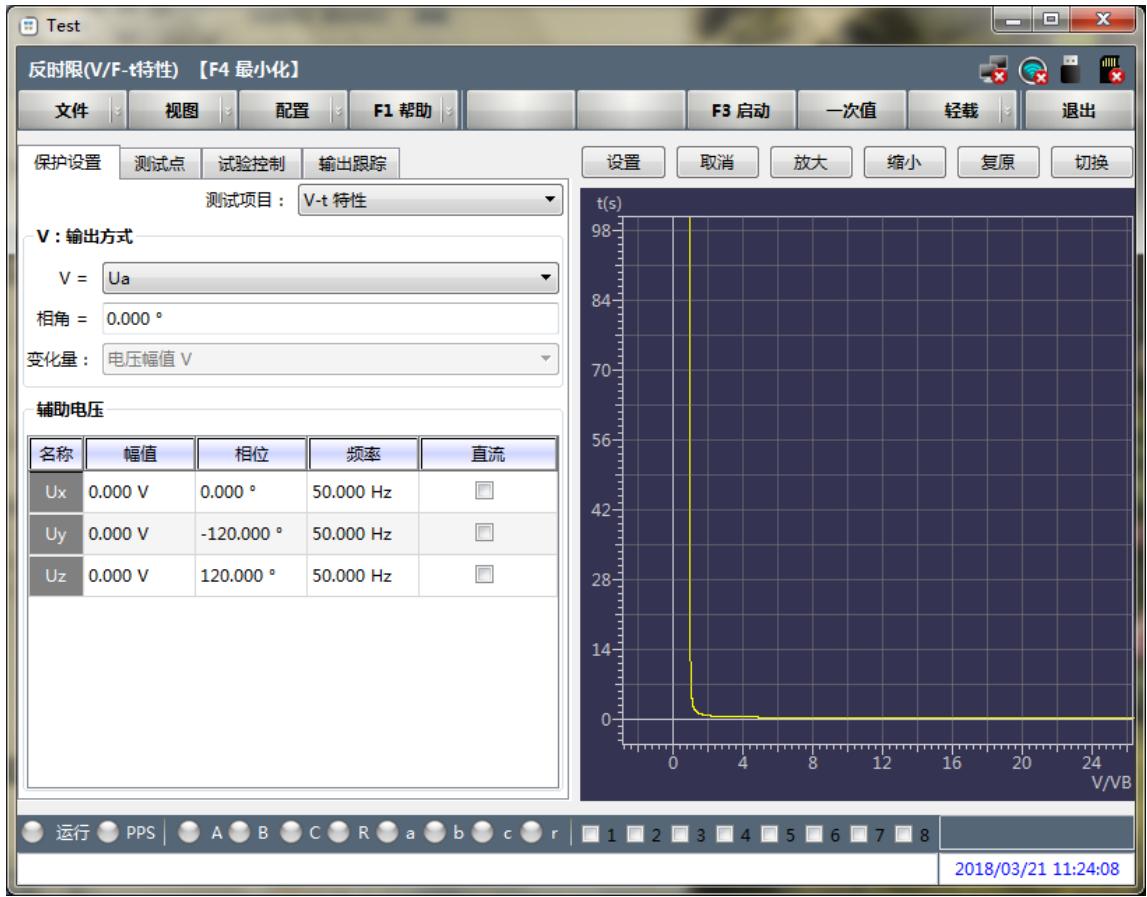 Test
反时限(V/F-t特性) 【F4 最小化】
文件 视图 配置 F1 帮助 F3 启动 一次值 轻载 退出
保护设置 测试点 试验控制 输出跟踪 设置 取消 放大 缩小 复原 切换
测试项目： V-t 特性
V：输出方式
V = Ua
相角 = 0.000 °
变化量： 电压幅值 V
辅助电压
名称 幅值 相位 频率 直流
Ux 0.000 V 0.000 ° 50.000 Hz
Uy 0.000 V -120.000 ° 50.000 Hz
Uz 0.000 V 120.000 ° 50.000 Hz
t(s)
98
84
70
56
42
28
14
0
0 4 8 12 16 20 24
V/VB
运行 PPS A B C R a b c r 1 2 3 4 5 6 7 8
2018/03/21 11:24:08